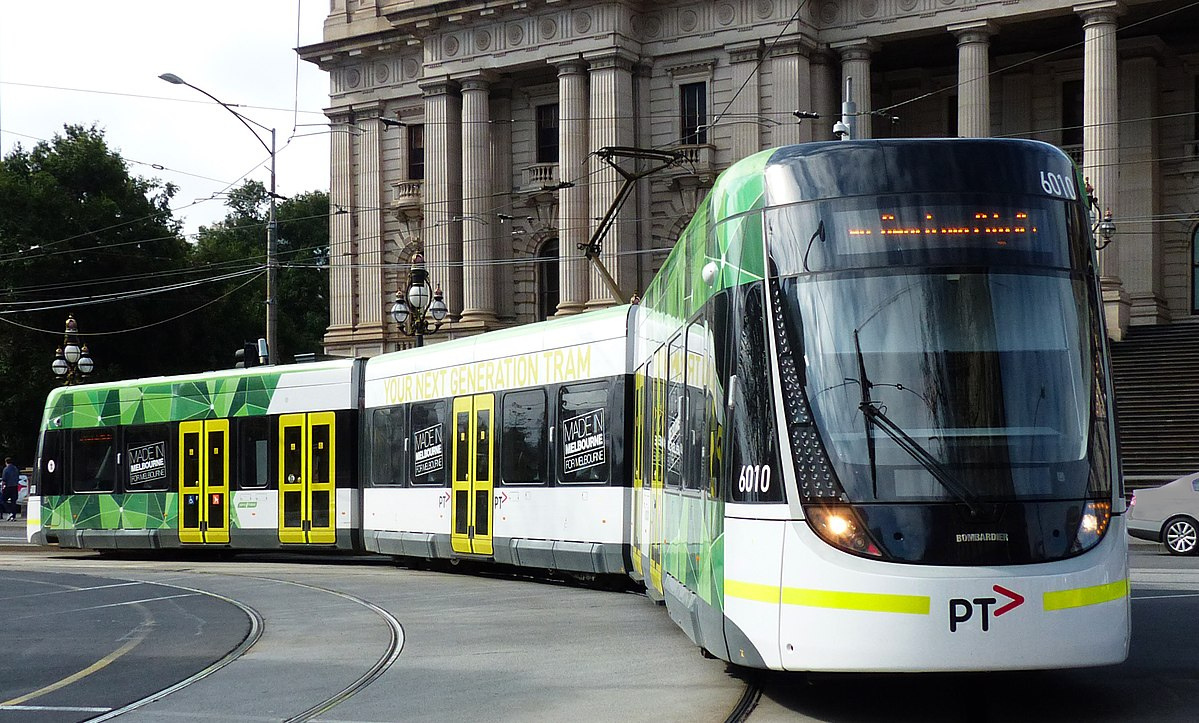 6010
YOUR NEXT GENERATION TRAM
MADE IN
MELBOURNE
FOR MELBOURNE
MADE IN
MELBOURNE
FOR MELBOURNE
MADE IN
MELBOURNE
FOR MELBOURNE
6010
PT>
PT>
BOMBARDIER
PT>